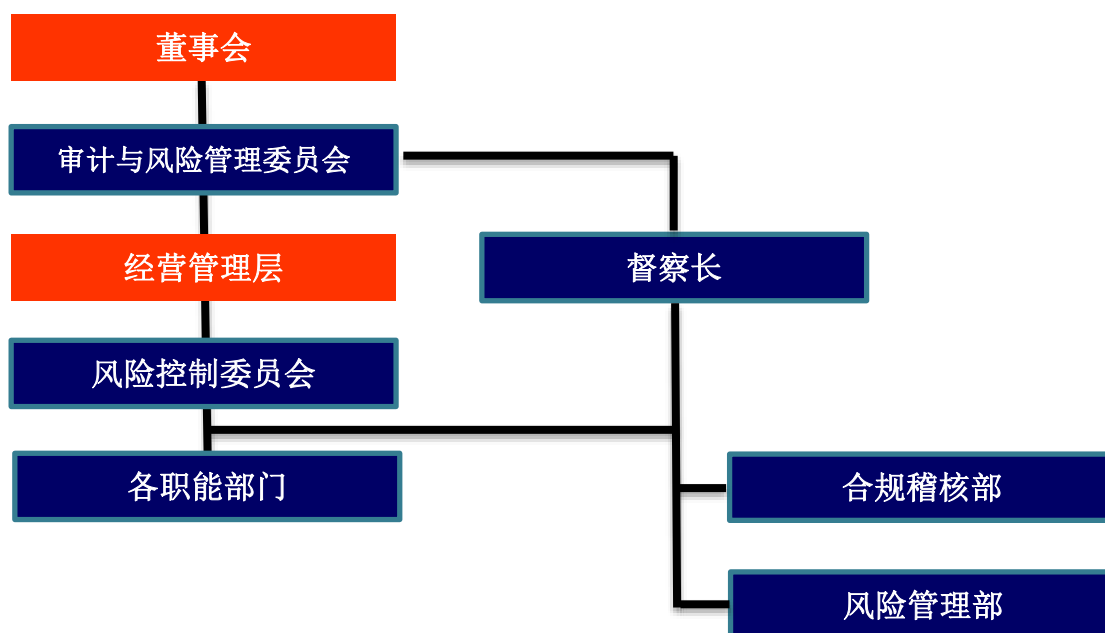 董事会
审计与风险管理委员会
经营管理层
督察长
风险控制委员会
各职能部门
合规稽核部
风险管理部